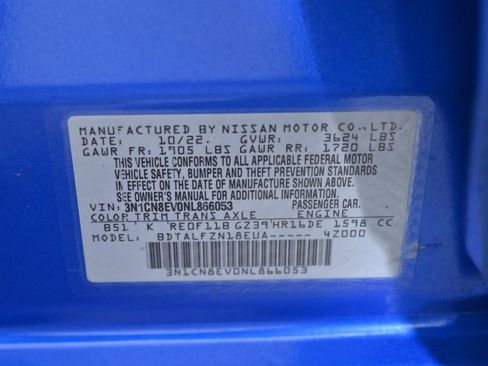 MANUFACTURED BY NISSAN MOTOR CO., LTD.
DATE: 10/22. GVWR: 3624 LBS
GAWR FR: 1905 LBS GAWR RR: 1720 LBS
THIS VEHICLE CONFORMS TO ALL APPLICABLE FEDERAL MOTOR
VEHICLE SAFETY, BUMPER AND THEFT PREVENTION STANDARDS
IN EFFECT ON THE DATE OF MANUFACTURE SHOWN ABOVE.
SEE OWNER'S MANUAL FOR ADDITIONAL INFORMATION
3N1CN8EV0NL866053 PASSENGER CAR.
COLOR TRIM TRANS AXLE ENGINE
B51 K RE0F11B GZ39 HR16DE 1598 CC
MODEL: BDTALFZN18EUA----- 4Z000
3N1CN8EV0NL866053